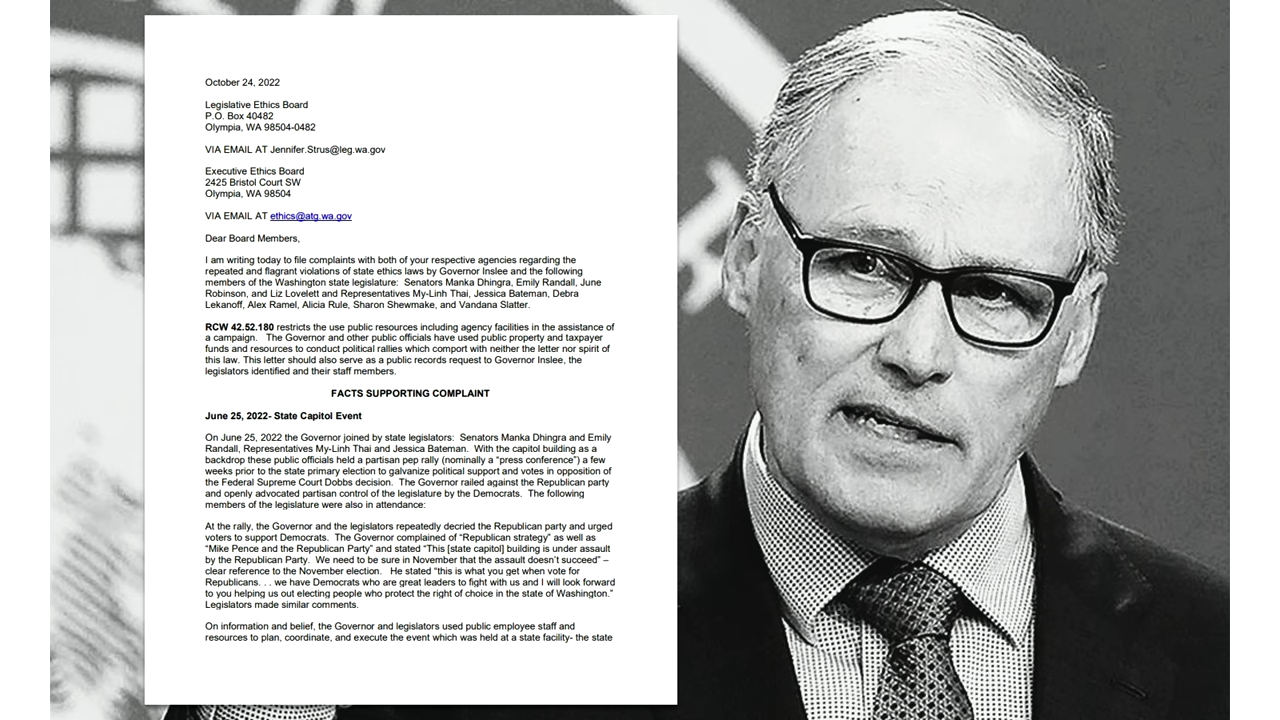 October 24, 2022
Legislative Ethics Board
P.O. Box 40482
Olympia, WA 98504-0482
VIA EMAIL AT Jennifer.Strus@leg.wa.gov
Executive Ethics Board
2425 Bristol Court SW
Olympia, WA 98504
VIA EMAIL AT ethics@atg.wa.gov
Dear Board Members,
I am writing today to file complaints with both of your respective agencies regarding the
repeated and flagrant violations of state ethics laws by Governor Inslee and the following
members of the Washington state legislature:  Senators Manka Dhingra, Emily Randall, June
Robinson, and Liz Lovelett and Representatives My-Linh Thai, Jessica Bateman, Debra
Lekanoff, Alex Ramel, Alicia Rule, Sharon Shewmake, and Vandana Slatter.
RCW 42.52.180 restricts the use public resources including agency facilities in the assistance of
a campaign.   The Governor and other public officials have used public property and taxpayer
funds and resources to conduct political rallies which comport with neither the letter nor spirit of
this law. This letter should also serve as a public records request to Governor Inslee, the
legislators identified and their staff members.
FACTS SUPPORTING COMPLAINT
June 25, 2022- State Capitol Event
On June 25, 2022 the Governor joined by state legislators:  Senators Manka Dhingra and Emily
Randall, Representatives My-Linh Thai and Jessica Bateman.  With the capitol building as a
backdrop these public officials held a partisan pep rally (nominally a “press conference”) a few
weeks prior to the state primary election to galvanize political support and votes in opposition of
the Federal Supreme Court Dobbs decision.  The Governor railed against the Republican party
and openly advocated partisan control of the legislature by the Democrats.  The following
members of the legislature were also in attendance:
At the rally, the Governor and the legislators repeatedly decried the Republican party and urged
voters to support Democrats.  The Governor complained of “Republican strategy” as well as
“Mike Pence and the Republican Party” and stated “This [state capitol] building is under assault
by the Republican Party.  We need to be sure in November that the assault doesn’t succeed” –
clear reference to the November election.   He stated “this is what you get when vote for
Republicans. . . we have Democrats who are great leaders to fight with us and I will look forward
to you helping us out electing people who protect the right of choice in the state of Washington.”
Legislators made similar comments.
On information and belief, the Governor and legislators used public employee staff and
resources to plan, coordinate, and execute the event which was held at a state facility- the state